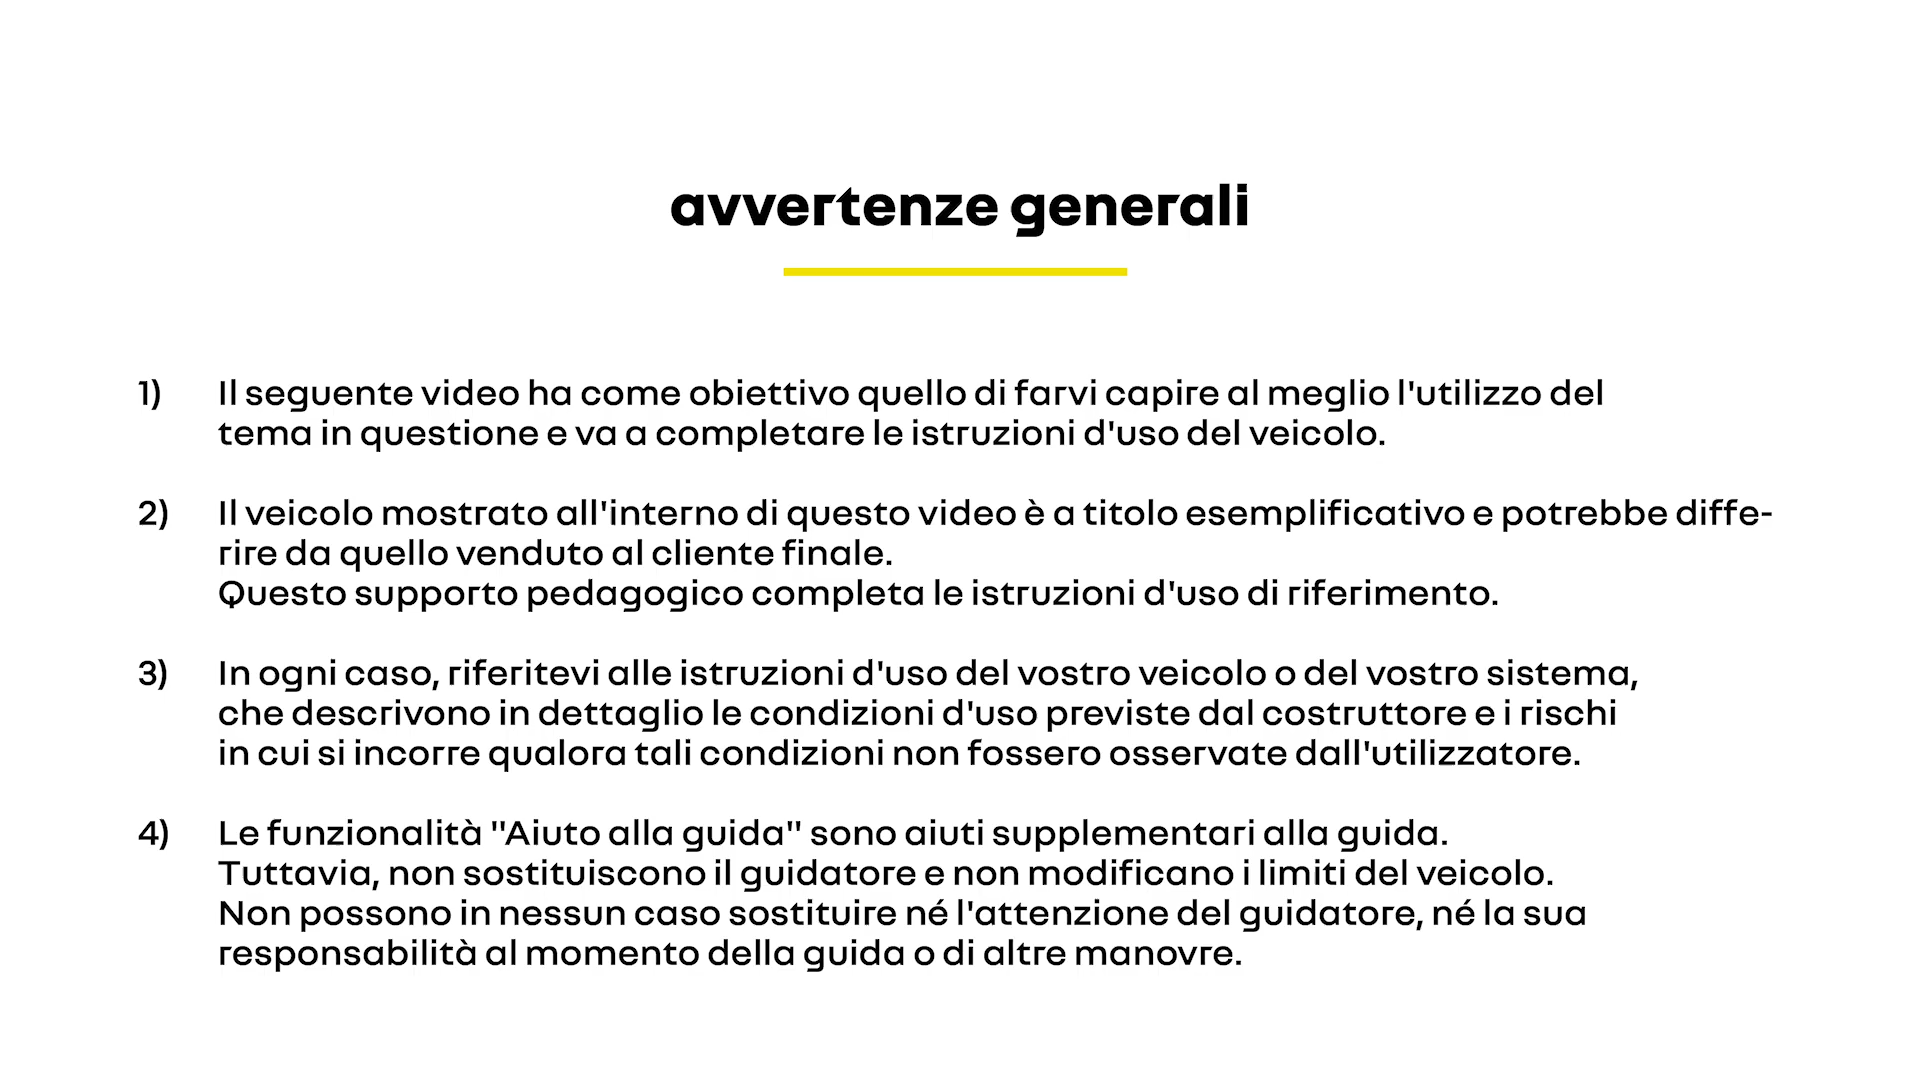 avvertenze generali
1) Il seguente video ha come obiettivo quello di farvi capire al meglio l'utilizzo del
tema in questione e va a completare le istruzioni d'uso del veicolo.
2) Il veicolo mostrato all'interno di questo video è a titolo esemplificativo e potrebbe diffe-
rire da quello venduto al cliente finale.
Questo supporto pedagogico completa le istruzioni d'uso di riferimento.
3) In ogni caso, riferitevi alle istruzioni d'uso del vostro veicolo o del vostro sistema,
che descrivono in dettaglio le condizioni d'uso previste dal costruttore e i rischi
in cui si incorre qualora tali condizioni non fossero osservate dall'utilizzatore.
4) Le funzionalità "Aiuto alla guida" sono aiuti supplementari alla guida.
Tuttavia, non sostituiscono il guidatore e non modificano i limiti del veicolo.
Non possono in nessun caso sostituire né l'attenzione del guidatore, né la sua
responsabilità al momento della guida o di altre manovre.